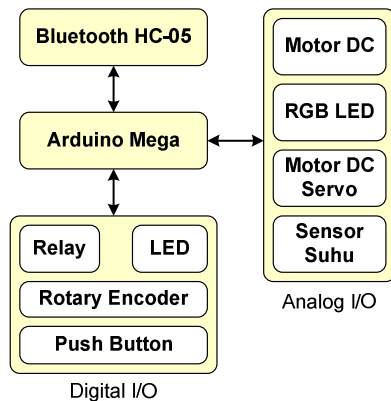 Bluetooth HC-05
Arduino Mega
Relay
LED
Rotary Encoder
Push Button
Digital I/O
Motor DC
RGB LED
Motor DC
Servo
Sensor
Suhu
Analog I/O